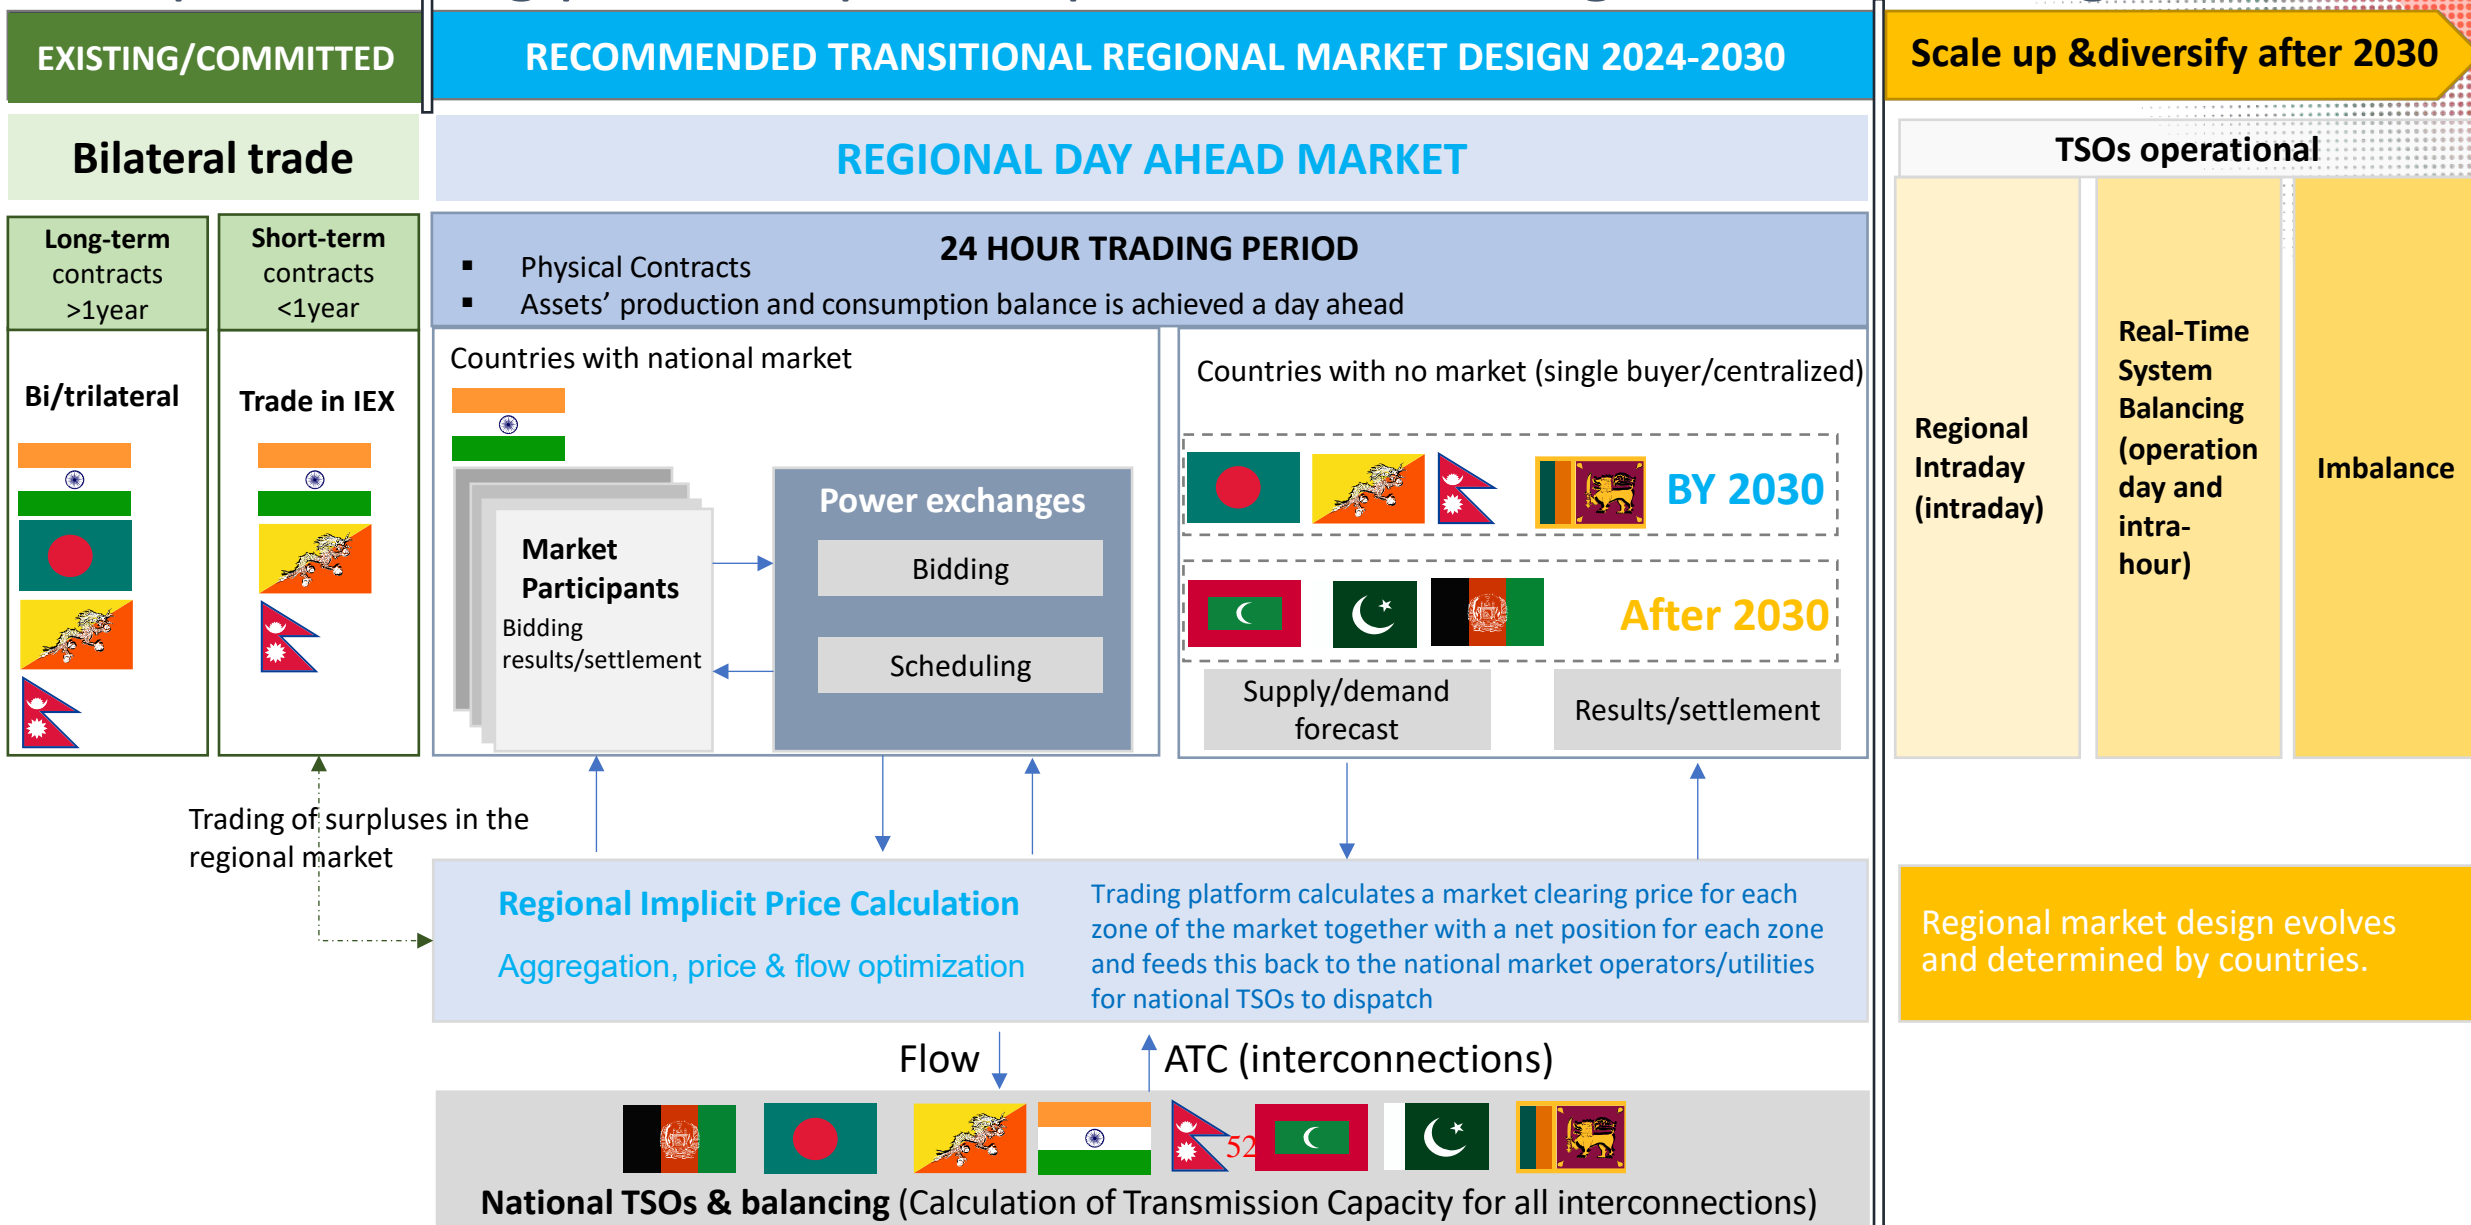 EXISTING/COMMITTED
RECOMMENDED TRANSITIONAL REGIONAL MARKET DESIGN 2024-2030
Scale up &diversify after 2030
Bilateral trade
REGIONAL DAY AHEAD MARKET
TSOs operational
Long-term
contracts
>1year
Short-term
contracts
<1year
24 HOUR TRADING PERIOD
▪ Physical Contracts
▪ Assets’ production and consumption balance is achieved a day ahead
Bi/trilateral
Trade in IEX
Countries with national market
Market
Participants
Bidding
results/settlement
Power exchanges
Bidding
Scheduling
Countries with no market (single buyer/centralized)
BY 2030
After 2030
Supply/demand
forecast
Results/settlement
Regional
Intraday
(intraday)
Real-Time
System
Balancing
(operation
day and
intra-
hour)
Imbalance
Trading of surpluses in the
regional market
Regional Implicit Price Calculation
Aggregation, price & flow optimization
Trading platform calculates a market clearing price for each
zone of the market together with a net position for each zone
and feeds this back to the national market operators/utilities
for national TSOs to dispatch
Regional market design evolves
and determined by countries.
Flow
ATC (interconnections)
52
National TSOs & balancing (Calculation of Transmission Capacity for all interconnections)